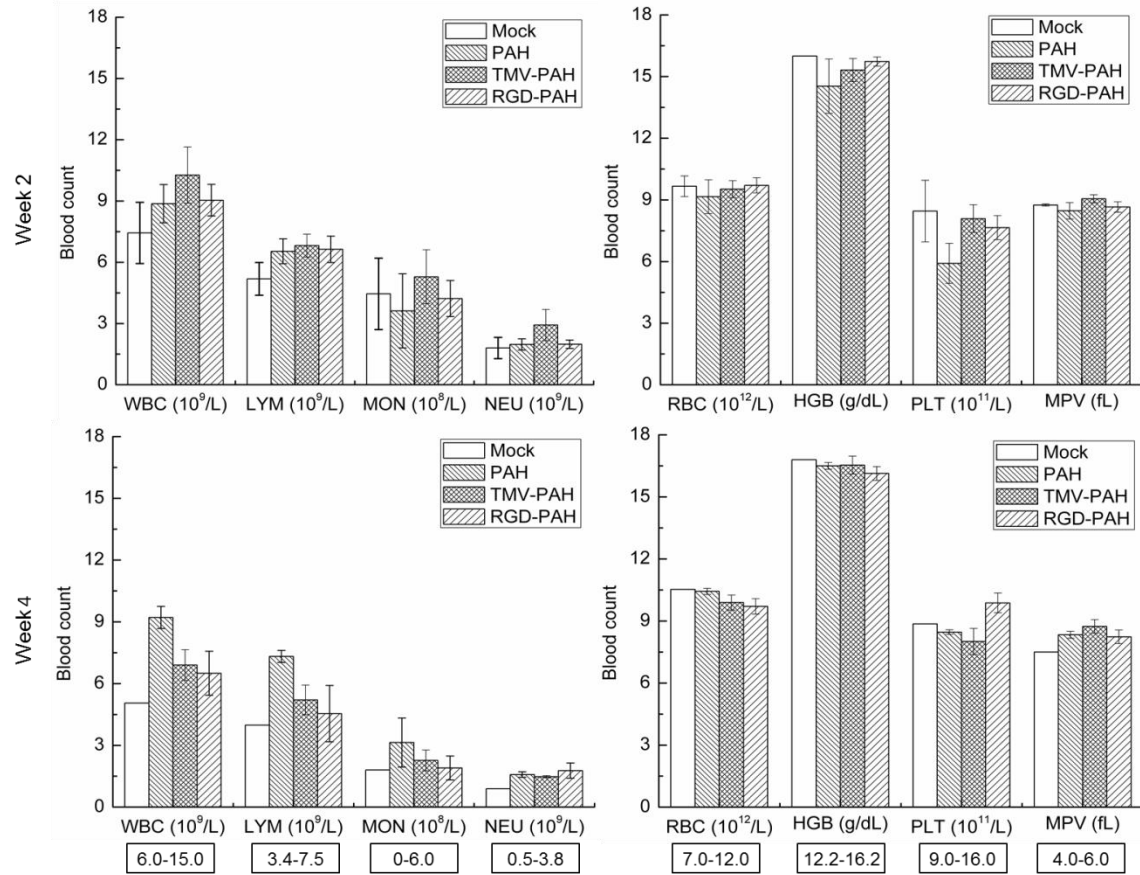 Week 2
Blood count
18
15
12
9
6
3
0
Mock
PAH
TMV-PAH
RGD-PAH
WBC (10⁹/L) LYM (10⁹/L) MON (10⁸/L) NEU (10⁹/L)
Blood count
18
15
12
9
6
3
0
Mock
PAH
TMV-PAH
RGD-PAH
RBC (10¹²/L) HGB (g/dL) PLT (10¹¹/L) MPV (fL)
Week 4
Blood count
18
15
12
9
6
3
0
Mock
PAH
TMV-PAH
RGD-PAH
WBC (10⁹/L) LYM (10⁹/L) MON (10⁸/L) NEU (10⁹/L)
6.0-15.0 3.4-7.5 0-6.0 0.5-3.8
Blood count
18
15
12
9
6
3
0
Mock
PAH
TMV-PAH
RGD-PAH
RBC (10¹²/L) HGB (g/dL) PLT (10¹¹/L) MPV (fL)
7.0-12.0 12.2-16.2 9.0-16.0 4.0-6.0